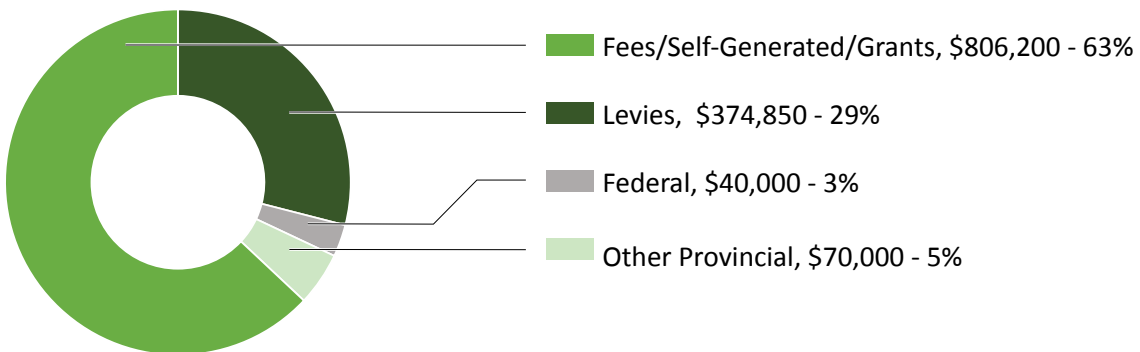 Fees/Self-Generated/Grants, $806,200 - 63%
Levies,  $374,850 - 29%
Federal, $40,000 - 3%
Other Provincial, $70,000 - 5%